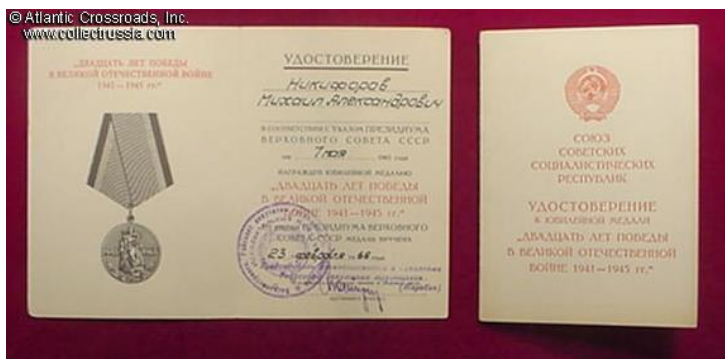 © Atlantic Crossroads, Inc.
www.collectrussia.com
„ДВАДЦАТЬ ЛЕТ ПОБЕДЫ
В ВЕЛИКОЙ ОТЕЧЕСТВЕННОЙ ВОЙНЕ
1941—1945 гг."
УДОСТОВЕРЕНИЕ
Никифоров
Михаил Александрович
В СООТВЕТСТВИИ С УКАЗОМ ПРЕЗИДИУМА
ВЕРХОВНОГО СОВЕТА СССР
от 7 мая 1965 года
НАГРАЖДЕН ЮБИЛЕЙНОЙ МЕДАЛЬЮ
„ДВАДЦАТЬ ЛЕТ ПОБЕДЫ
В ВЕЛИКОЙ ОТЕЧЕСТВЕННОЙ
ВОЙНЕ 1941—1945 гг."
ПРЕЗИДИУМА ВЕРХОВНОГО
СОВЕТА СССР МЕДАЛЬ ВРУЧЕНА
23 февраля 1966 года
СОЮЗ
СОВЕТСКИХ
СОЦИАЛИСТИЧЕСКИХ
РЕСПУБЛИК
УДОСТОВЕРЕНИЕ
К ЮБИЛЕЙНОЙ МЕДАЛИ
„ДВАДЦАТЬ ЛЕТ ПОБЕДЫ
В ВЕЛИКОЙ ОТЕЧЕСТВЕННОЙ
ВОЙНЕ 1941—1945 гг."